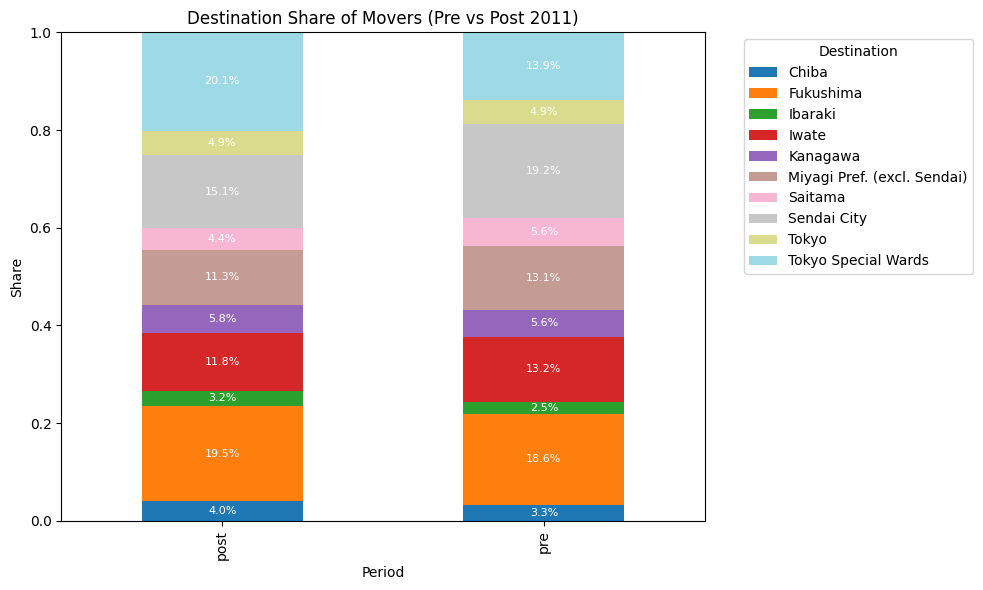 Destination Share of Movers (Pre vs Post 2011)
Share
1.0
0.8
0.6
0.4
0.2
0.0
20.1%
4.9%
15.1%
4.4%
11.3%
5.8%
11.8%
3.2%
19.5%
4.0%
13.9%
4.9%
19.2%
5.6%
13.1%
5.6%
13.2%
2.5%
18.6%
3.3%
post
pre
Period
Destination
Chiba
Fukushima
Ibaraki
Iwate
Kanagawa
Miyagi Pref. (excl. Sendai)
Saitama
Sendai City
Tokyo
Tokyo Special Wards